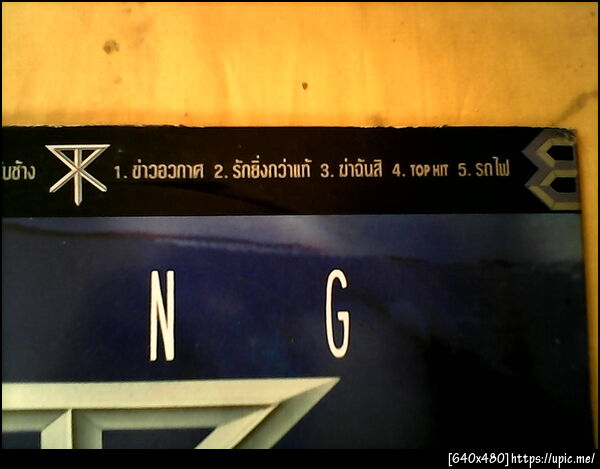 บช้าง 1. ข่าวอวกาศ 2. รักยิ่งกว่าแท้ 3. ฆ่าฉันสิ 4. TOP HIT 5. รถไฟ
N G
[640x480]https://upic.me/